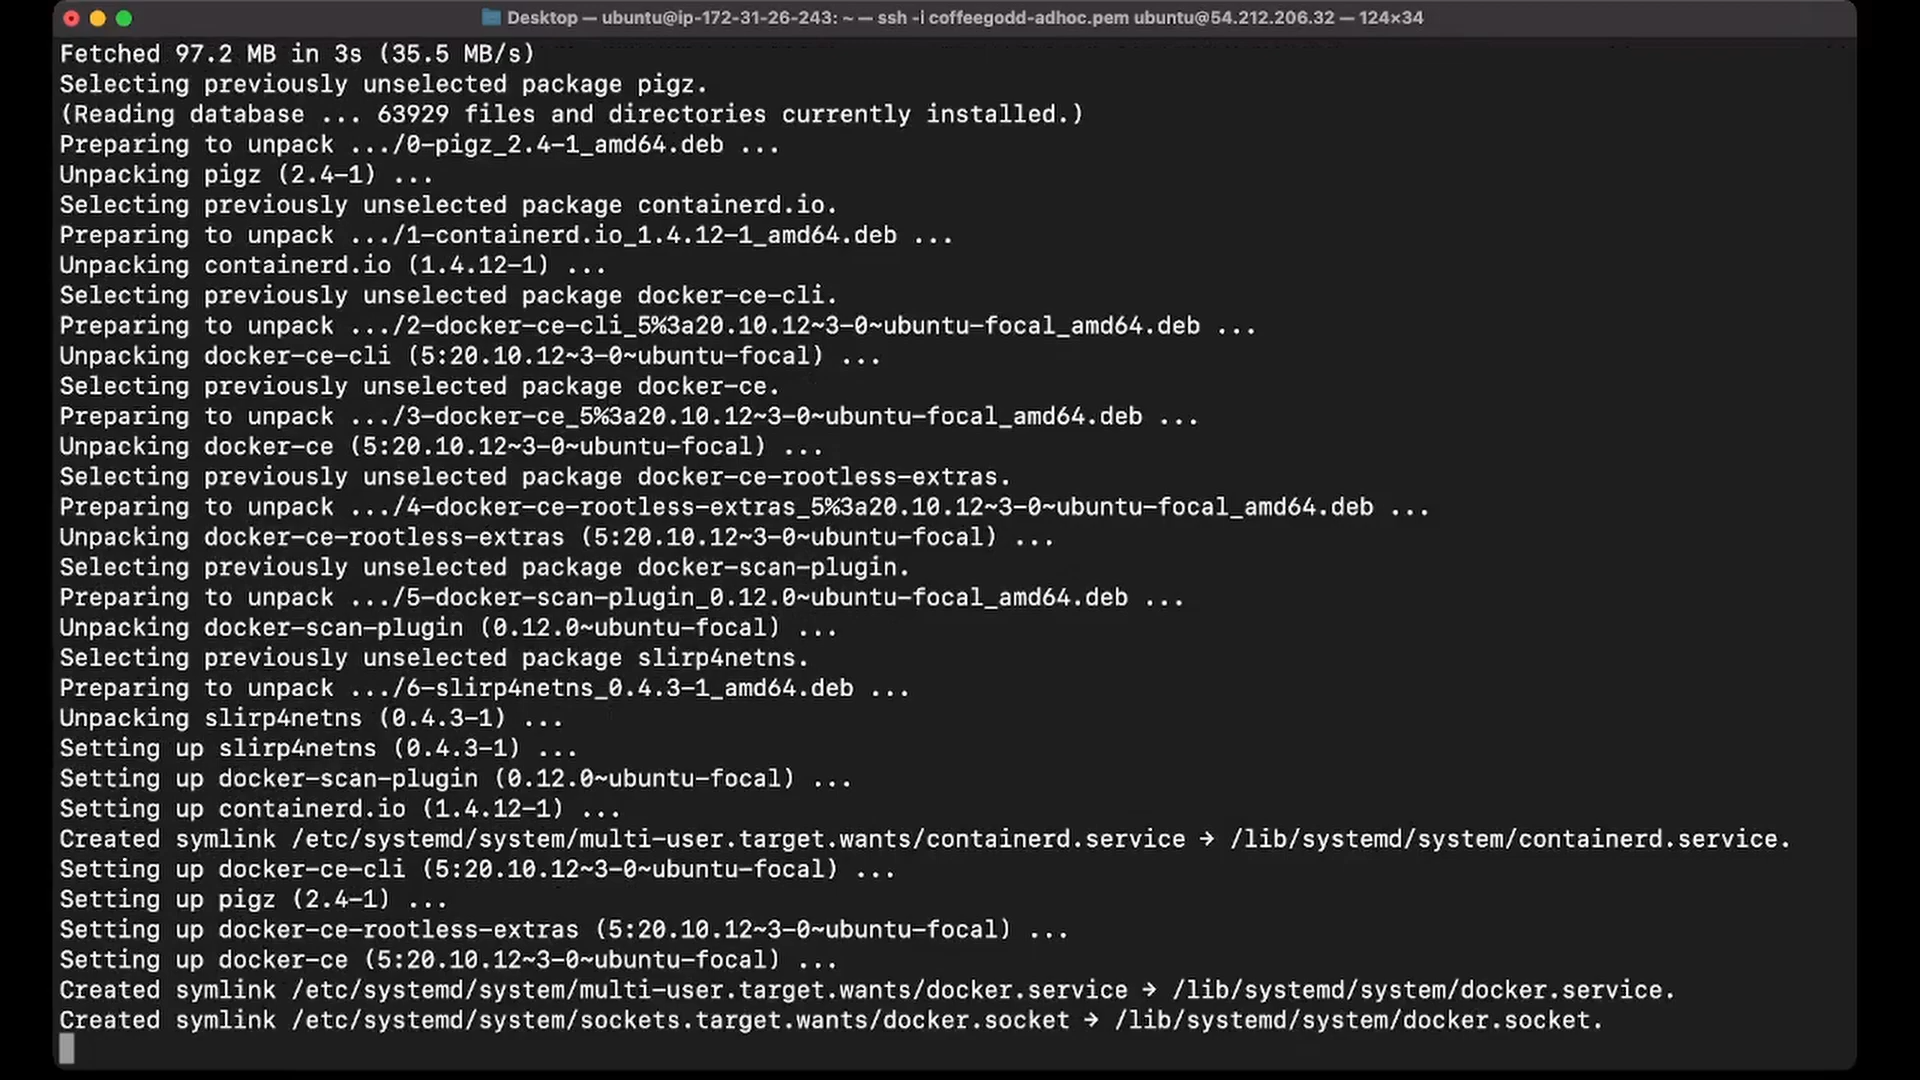 Desktop — ubuntu@ip-172-31-26-243: ~ — ssh -i coffeegodd-adhoc.pem ubuntu@54.212.206.32 — 124×34
Fetched 97.2 MB in 3s (35.5 MB/s)
Selecting previously unselected package pigz.
(Reading database ... 63929 files and directories currently installed.)
Preparing to unpack .../0-pigz_2.4-1_amd64.deb ...
Unpacking pigz (2.4-1) ...
Selecting previously unselected package containerd.io.
Preparing to unpack .../1-containerd.io_1.4.12-1_amd64.deb ...
Unpacking containerd.io (1.4.12-1) ...
Selecting previously unselected package docker-ce-cli.
Preparing to unpack .../2-docker-ce-cli_5%3a20.10.12~3-0~ubuntu-focal_amd64.deb ...
Unpacking docker-ce-cli (5:20.10.12~3-0~ubuntu-focal) ...
Selecting previously unselected package docker-ce.
Preparing to unpack .../3-docker-ce_5%3a20.10.12~3-0~ubuntu-focal_amd64.deb ...
Unpacking docker-ce (5:20.10.12~3-0~ubuntu-focal) ...
Selecting previously unselected package docker-ce-rootless-extras.
Preparing to unpack .../4-docker-ce-rootless-extras_5%3a20.10.12~3-0~ubuntu-focal_amd64.deb ...
Unpacking docker-ce-rootless-extras (5:20.10.12~3-0~ubuntu-focal) ...
Selecting previously unselected package docker-scan-plugin.
Preparing to unpack .../5-docker-scan-plugin_0.12.0~ubuntu-focal_amd64.deb ...
Unpacking docker-scan-plugin (0.12.0~ubuntu-focal) ...
Selecting previously unselected package slirp4netns.
Preparing to unpack .../6-slirp4netns_0.4.3-1_amd64.deb ...
Unpacking slirp4netns (0.4.3-1) ...
Setting up slirp4netns (0.4.3-1) ...
Setting up docker-scan-plugin (0.12.0~ubuntu-focal) ...
Setting up containerd.io (1.4.12-1) ...
Created symlink /etc/systemd/system/multi-user.target.wants/containerd.service → /lib/systemd/system/containerd.service.
Setting up docker-ce-cli (5:20.10.12~3-0~ubuntu-focal) ...
Setting up pigz (2.4-1) ...
Setting up docker-ce-rootless-extras (5:20.10.12~3-0~ubuntu-focal) ...
Setting up docker-ce (5:20.10.12~3-0~ubuntu-focal) ...
Created symlink /etc/systemd/system/multi-user.target.wants/docker.service → /lib/systemd/system/docker.service.
Created symlink /etc/systemd/system/sockets.target.wants/docker.socket → /lib/systemd/system/docker.socket.